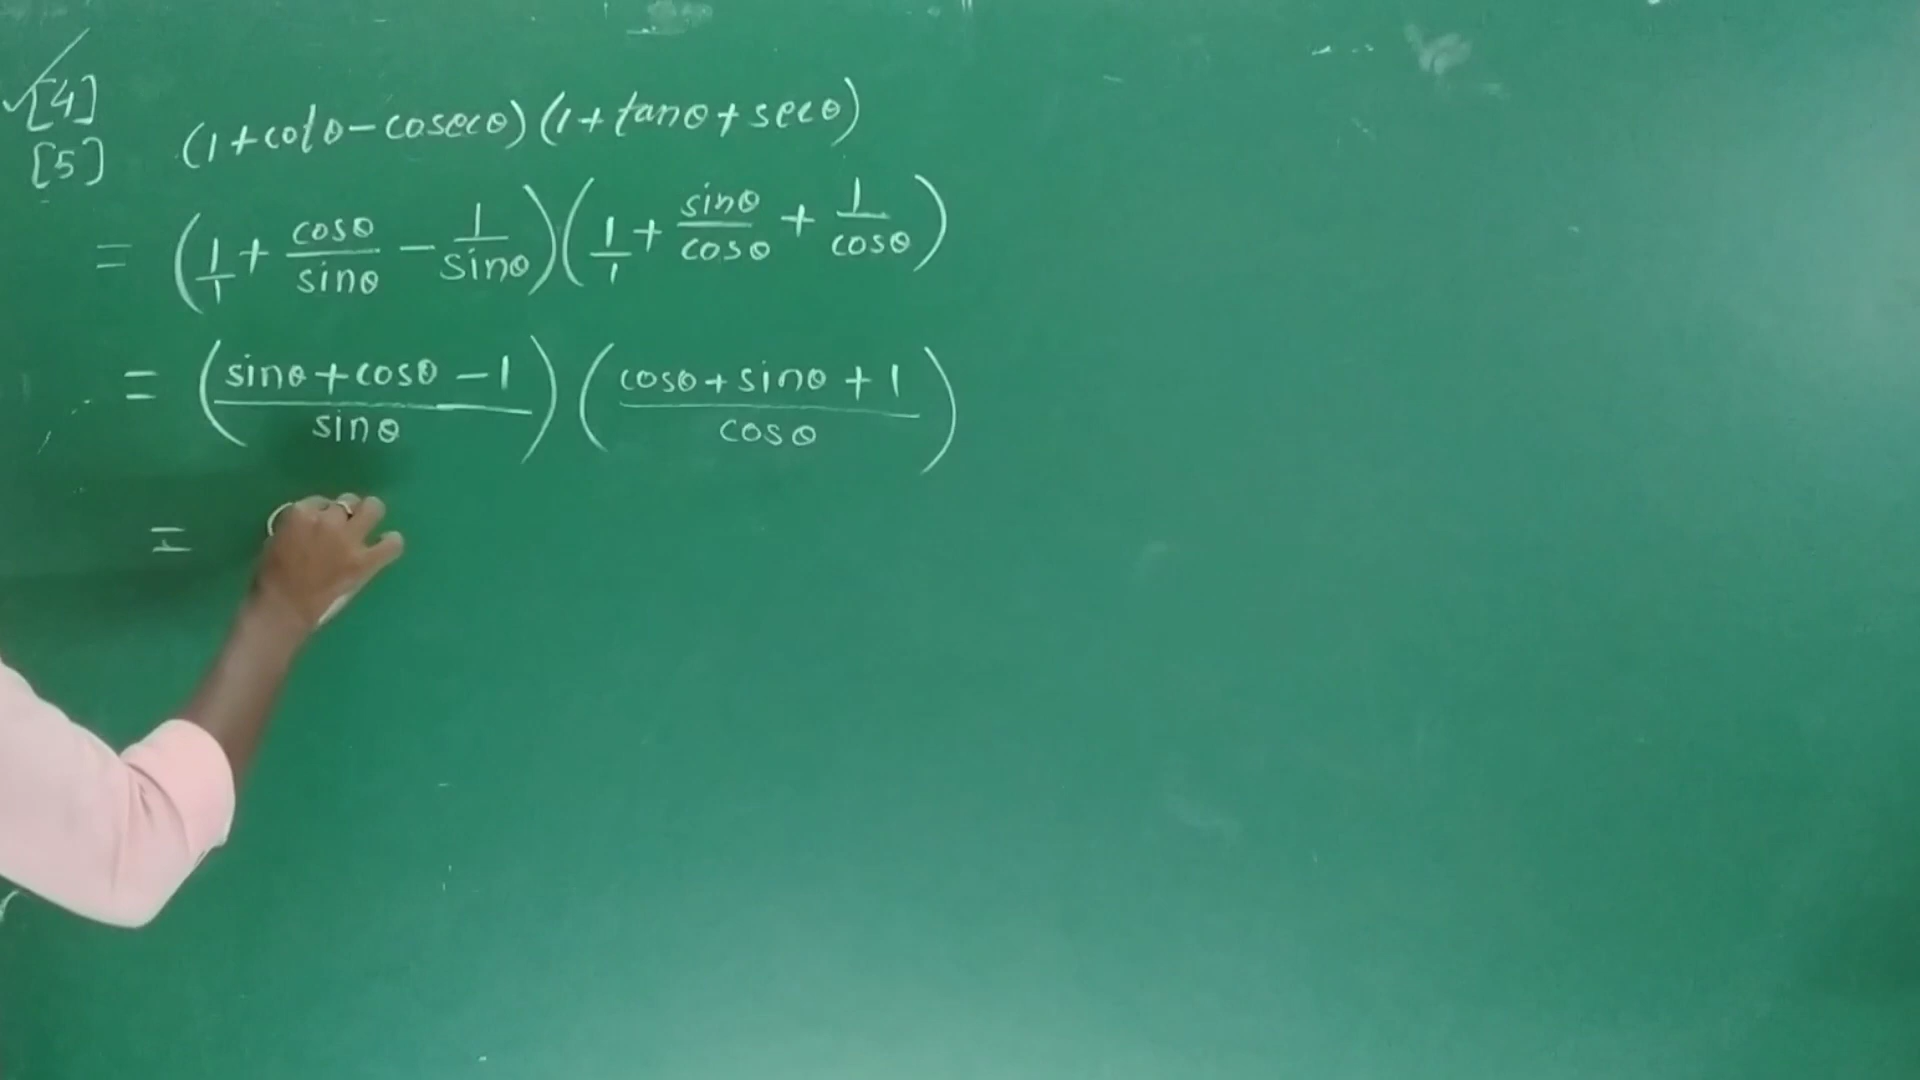 [4]
[5] (1+cotθ-cosecθ)(1+tanθ+secθ)
= (1/1 + cosθ/sinθ - 1/sinθ)(1/1 + sinθ/cosθ + 1/cosθ)
= (sinθ+cosθ-1/sinθ)(cosθ+sinθ+1/cosθ)
=